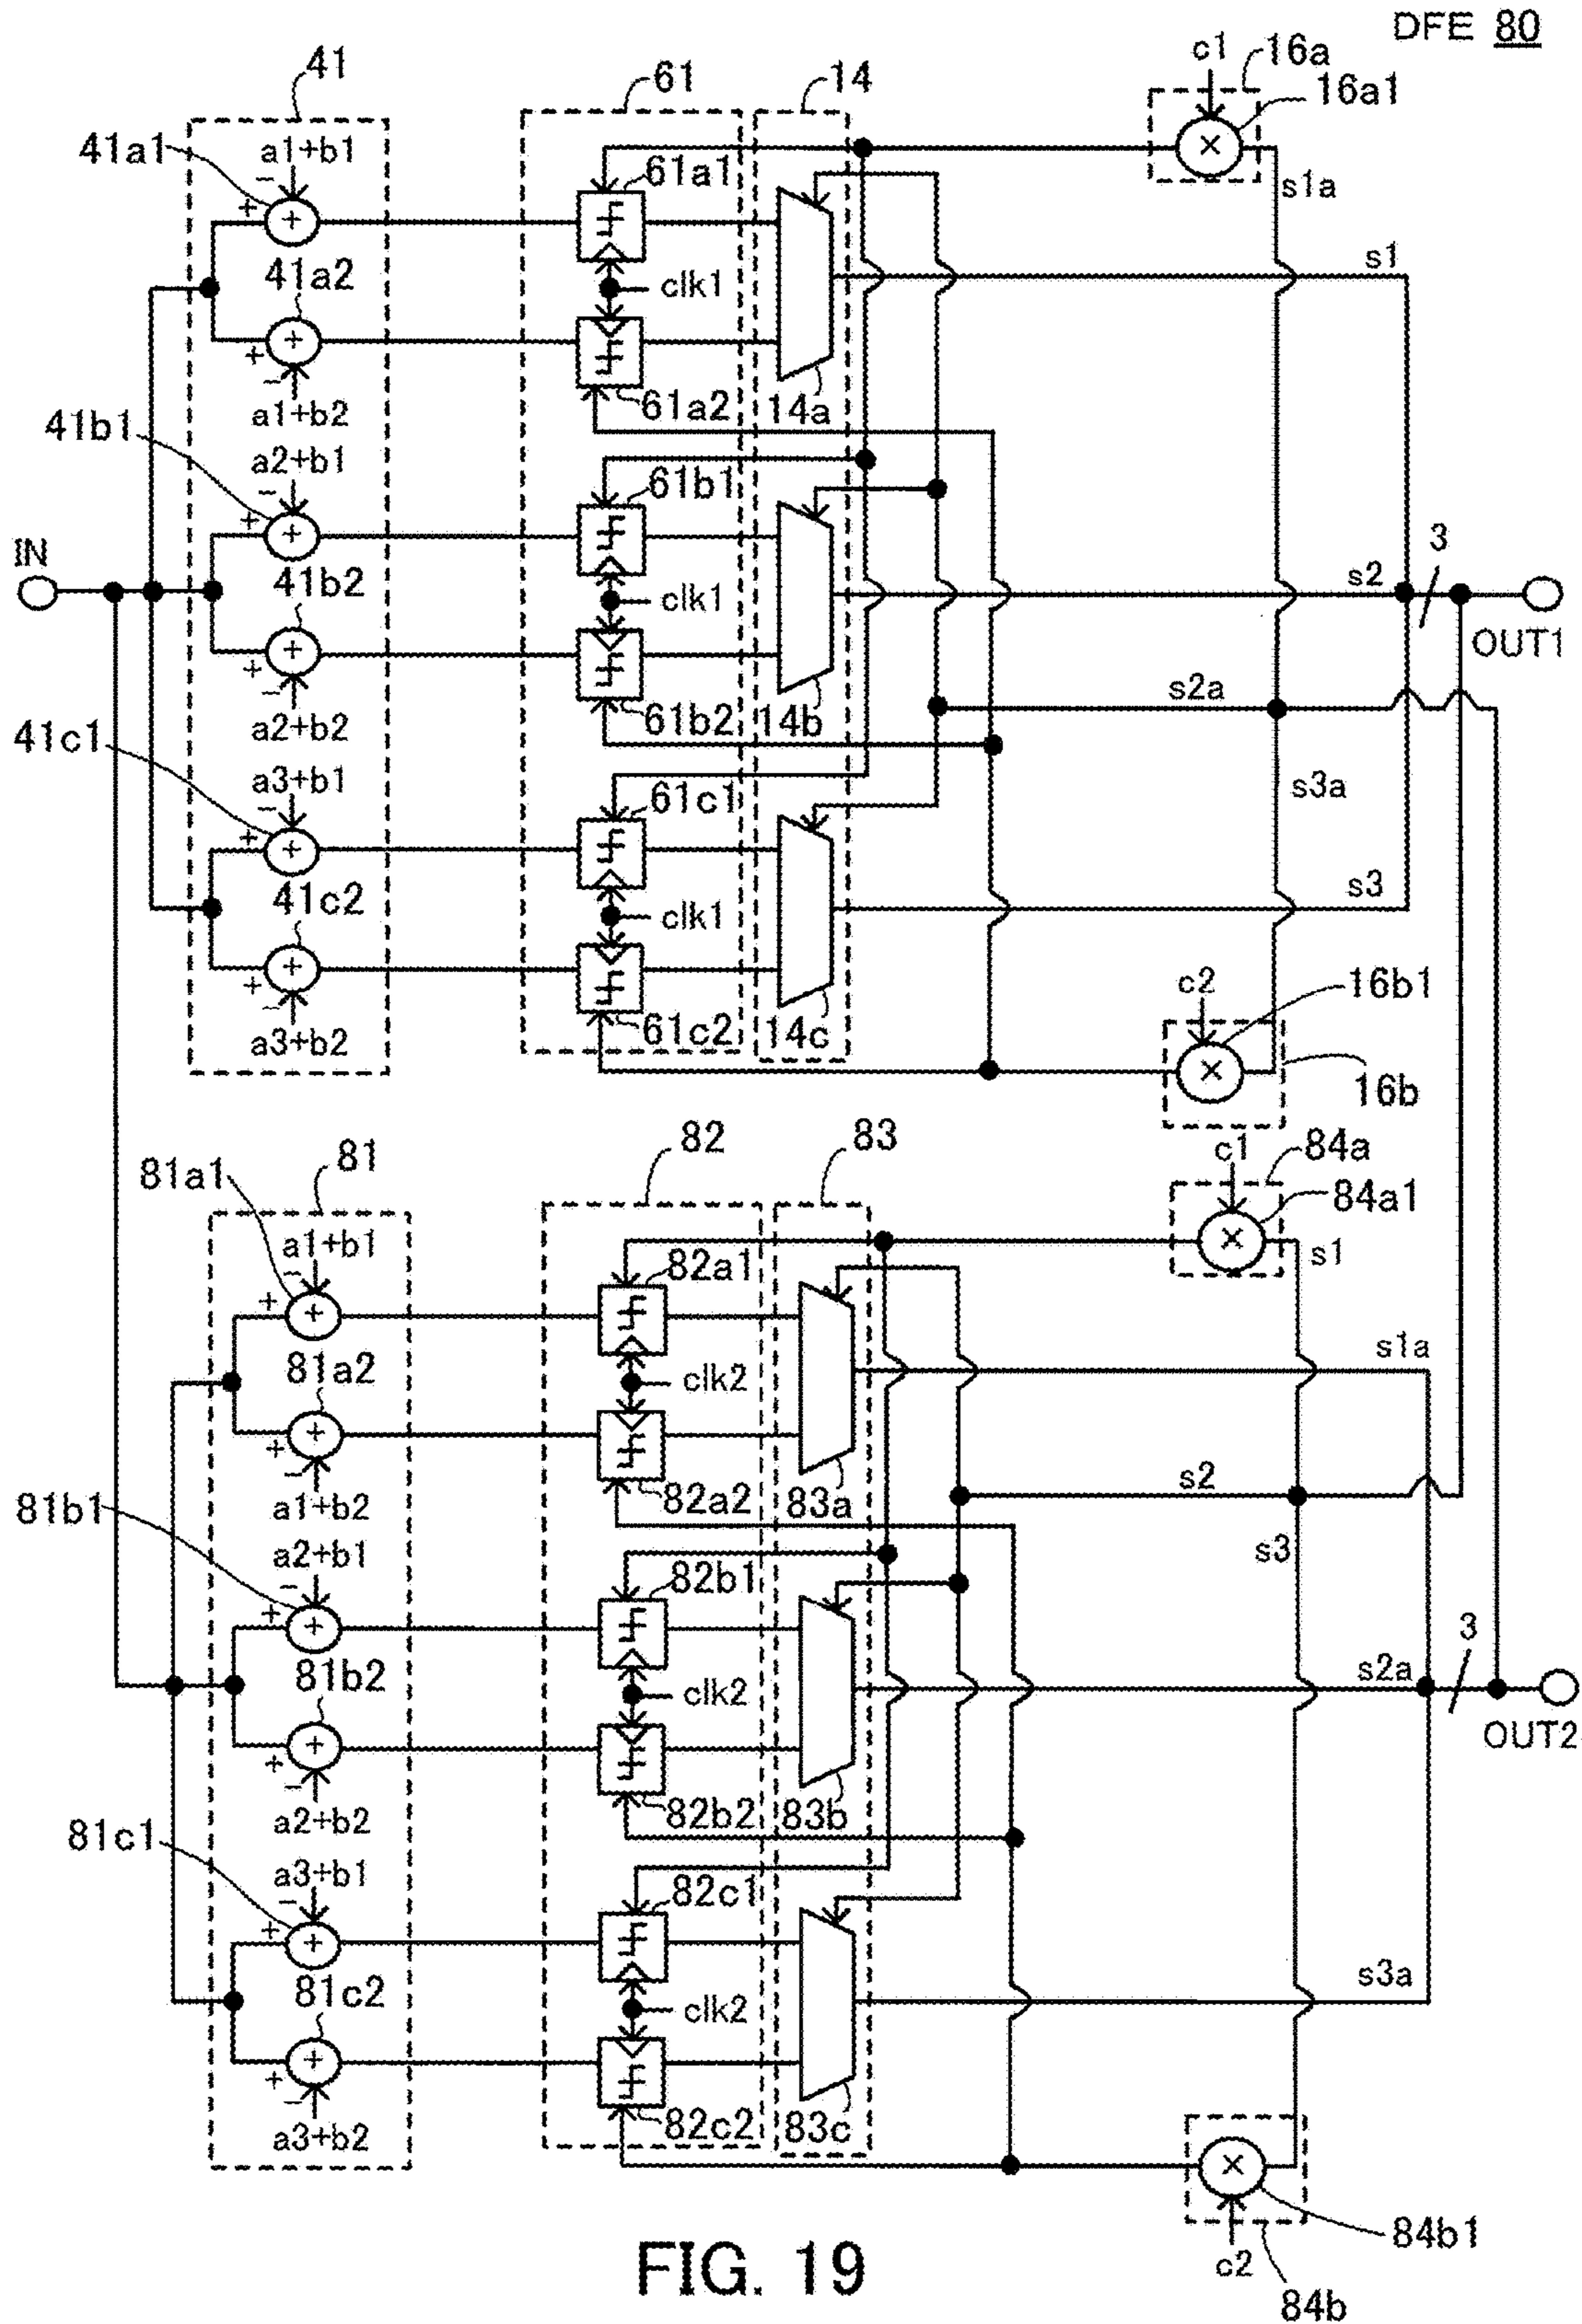 DFE 80
41
61
14
c1
16a
16a1
41a1
a1+b1
−
+
+
61a1
×
s1a
41a2
clk1
s1
+
+
−
a1+b2
61a2
14a
41b1
a2+b1
−
+
+
61b1
IN
41b2
clk1
s2
3
OUT1
+
+
−
a2+b2
61b2
14b
s2a
41c1
a3+b1
−
+
+
61c1
s3a
41c2
clk1
s3
+
+
−
a3+b2
61c2
14c
c2
16b1
×
16b
81a1
81
82
83
c1
84a
84a1
a1+b1
−
+
+
82a1
×
s1
81a2
clk2
s1a
+
+
−
a1+b2
82a2
83a
s2
81b1
a2+b1
−
+
+
82b1
s3
81b2
clk2
s2a
3
OUT2
+
+
−
a2+b2
82b2
83b
81c1
a3+b1
−
+
+
82c1
81c2
clk2
s3a
+
+
−
a3+b2
82c2
83c
×
84b1
c2
84b
FIG. 19